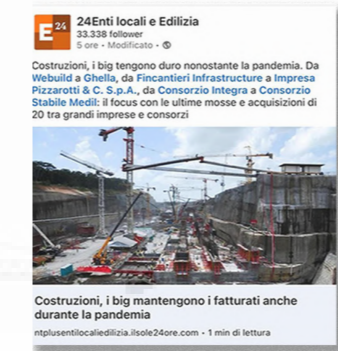 E 24
24Enti locali e Edilizia
33.338 follower
5 ore • Modificato •
Costruzioni, i big tengono duro nonostante la pandemia. Da
Webuild a Ghella, da Fincantieri Infrastructure a Impresa
Pizzarotti & C. S.p.A., da Consorzio Integra a Consorzio
Stabile Medil: il focus con le ultime mosse e acquisizioni di
20 tra grandi imprese e consorzi
Costruzioni, i big mantengono i fatturati anche
durante la pandemia
ntplusentilocaliedilizia.ilsole24ore.com • 1 min di lettura